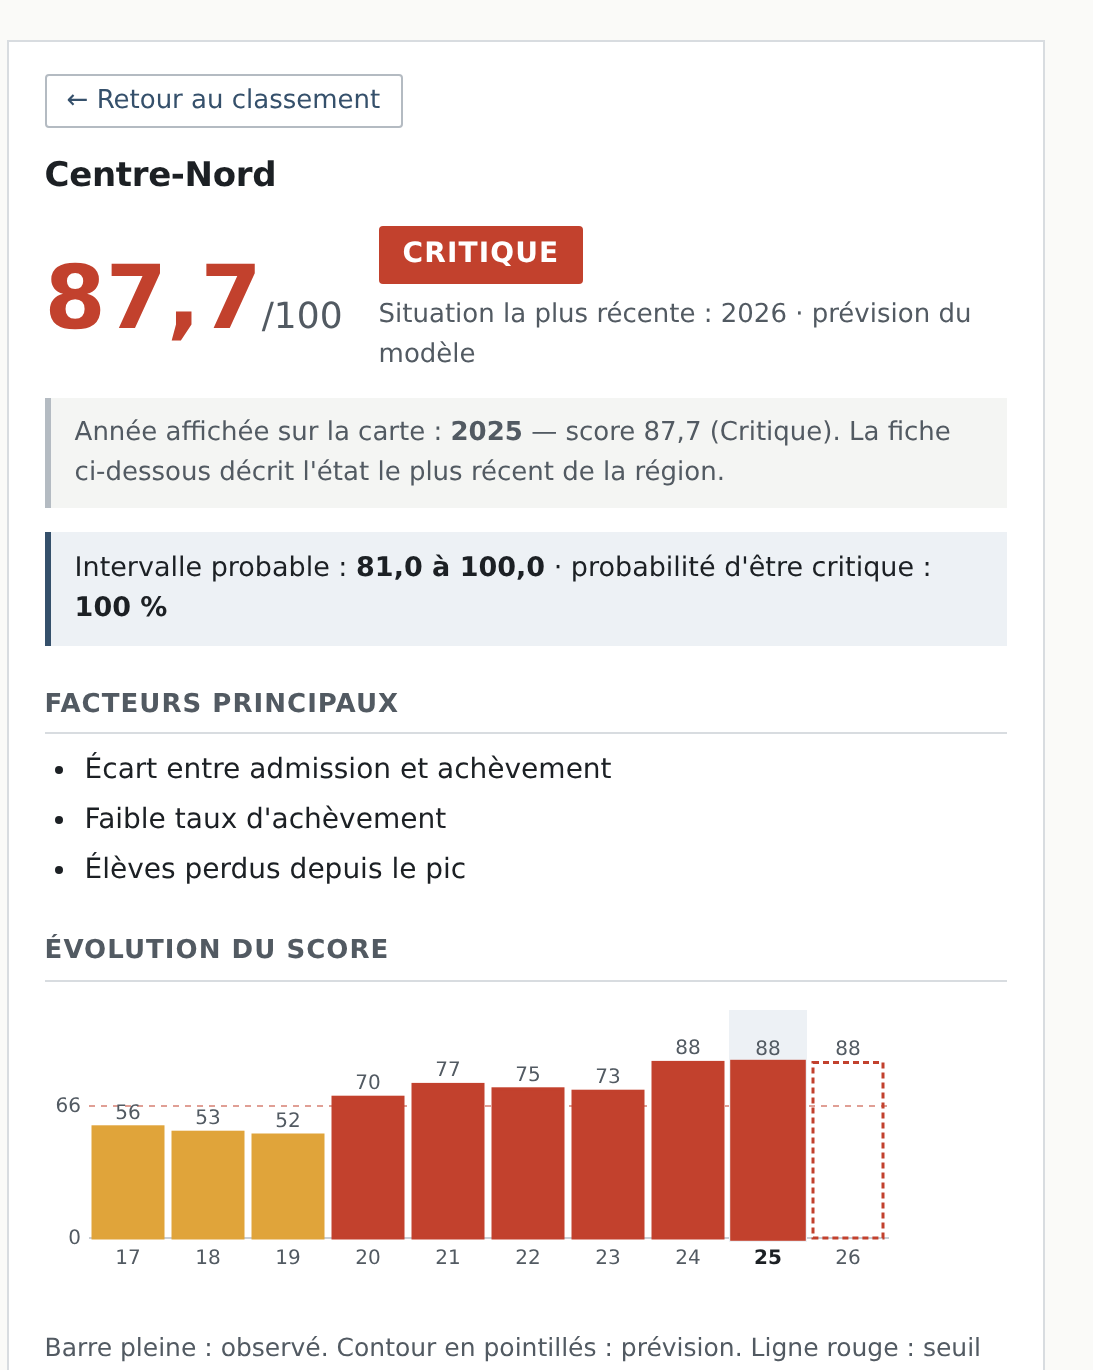 ← Retour au classement
Centre-Nord
CRITIQUE
87,7/100
Situation la plus récente : 2026 · prévision du
modèle
Année affichée sur la carte : 2025 — score 87,7 (Critique). La fiche
ci-dessous décrit l'état le plus récent de la région.
Intervalle probable : 81,0 à 100,0 · probabilité d'être critique :
100 %
FACTEURS PRINCIPAUX
• Écart entre admission et achèvement
• Faible taux d'achèvement
• Élèves perdus depuis le pic
ÉVOLUTION DU SCORE
66 56 53 52 70 77 75 73 88 88 88
0
17 18 19 20 21 22 23 24 25 26
Barre pleine : observé. Contour en pointillés : prévision. Ligne rouge : seuil